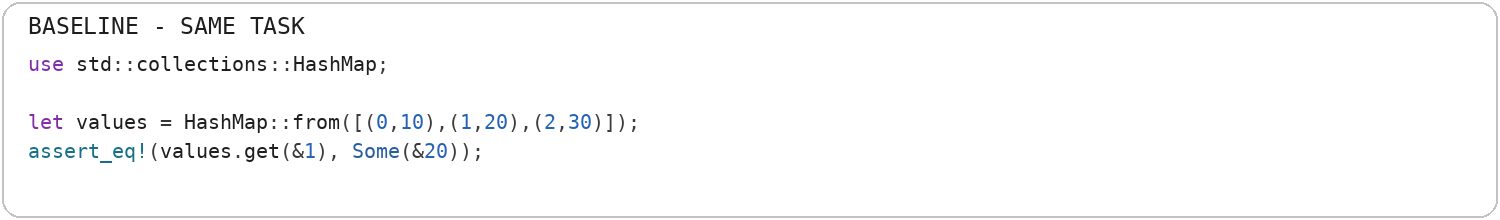 BASELINE - SAME TASK
use std::collections::HashMap;
let values = HashMap::from([(0,10),(1,20),(2,30)]);
assert_eq!(values.get(&1), Some(&20));